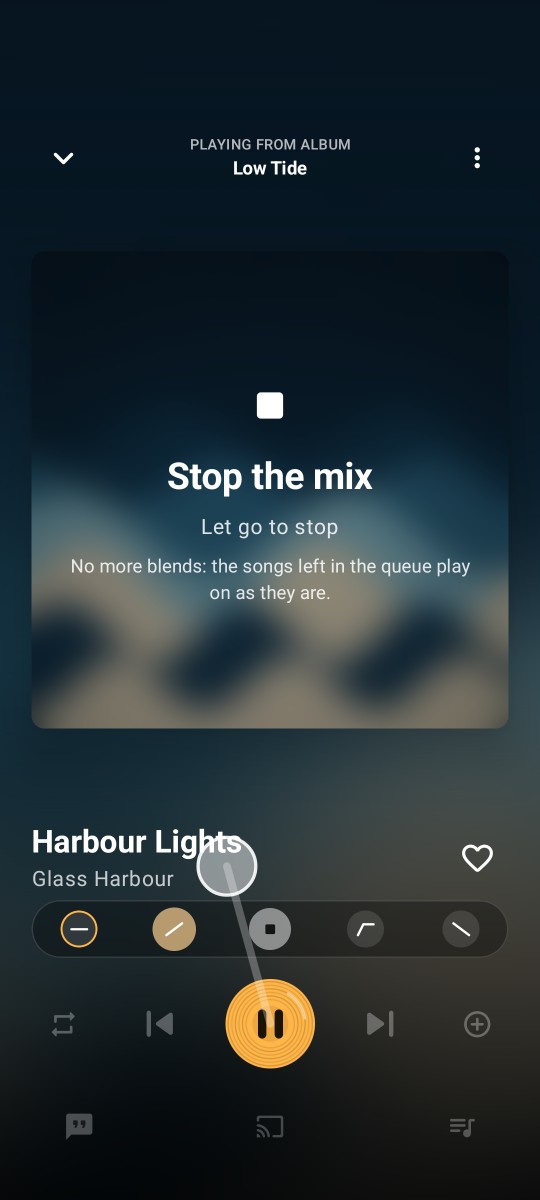 PLAYING FROM ALBUM
Low Tide
Stop the mix
Let go to stop
No more blends: the songs left in the queue play
on as they are.
Harbour Lights
Glass Harbour